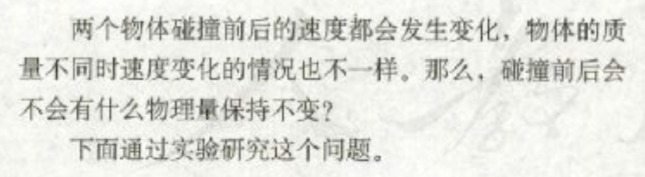 两个物体碰撞前后的速度都会发生变化，物体的质
量不同时速度变化的情况也不一样。那么，碰撞前后会
不会有什么物理量保持不变？
下面通过实验研究这个问题。